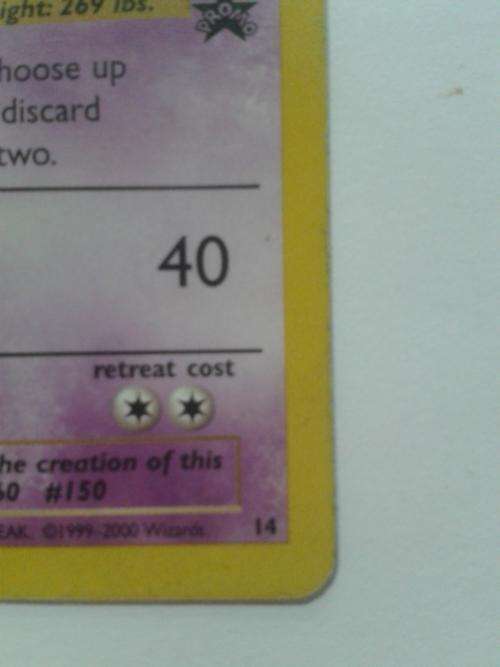 ight: 269 lbs.
PROMO
hoose up
discard
two.
40
retreat cost
he creation of this
60 #150
EAK. ©1999-2000 Wizards. 14